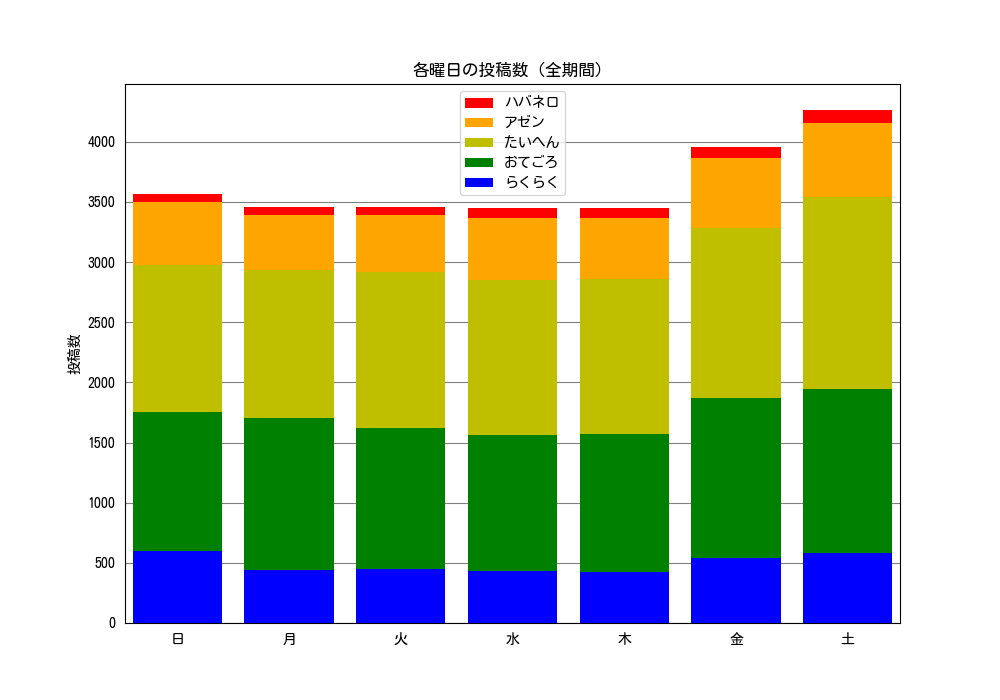 各曜日の投稿数（全期間）
ハバネロ
アゼン
たいへん
おてごろ
らくらく
投稿数
4000
3500
3000
2500
2000
1500
1000
500
0
日 月 火 水 木 金 土